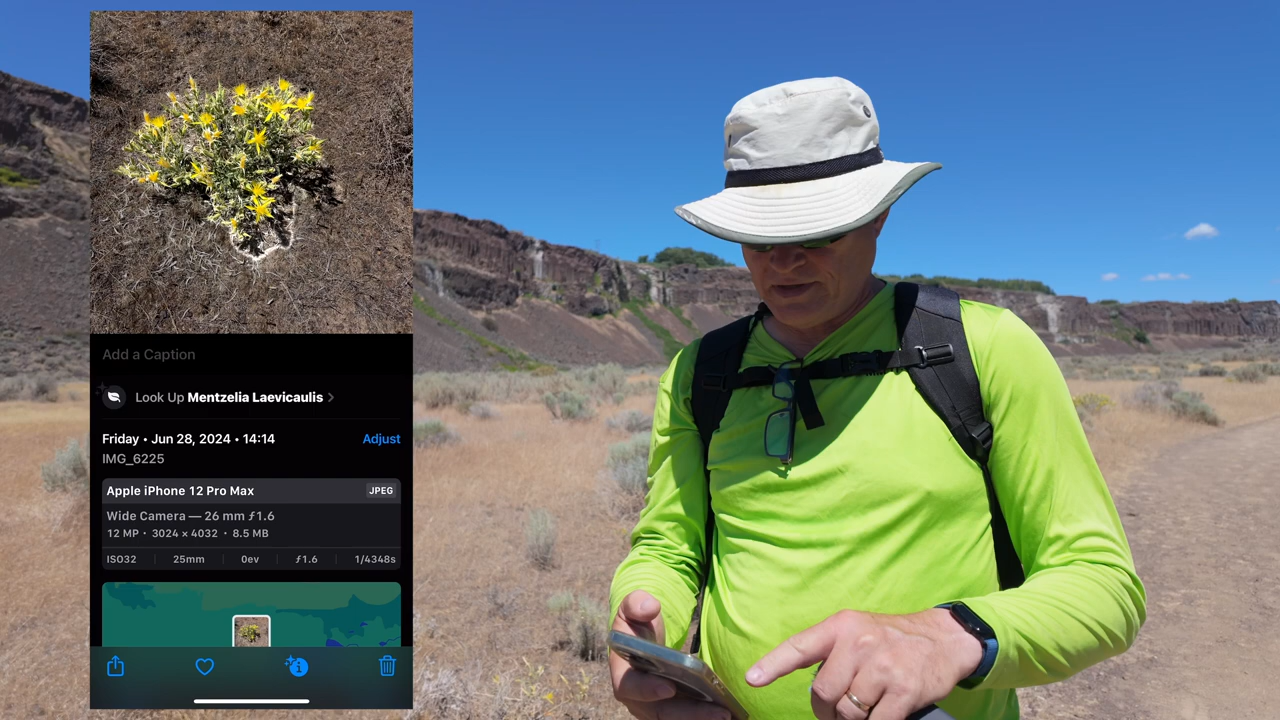 Add a Caption
Look Up Mentzelia Laevicaulis >
Friday • Jun 28, 2024 • 14:14 Adjust
IMG_6225
Apple iPhone 12 Pro Max JPEG
Wide Camera — 26 mm ƒ1.6
12 MP • 3024 × 4032 • 8.5 MB
ISO32 25mm 0ev ƒ1.6 1/4348s